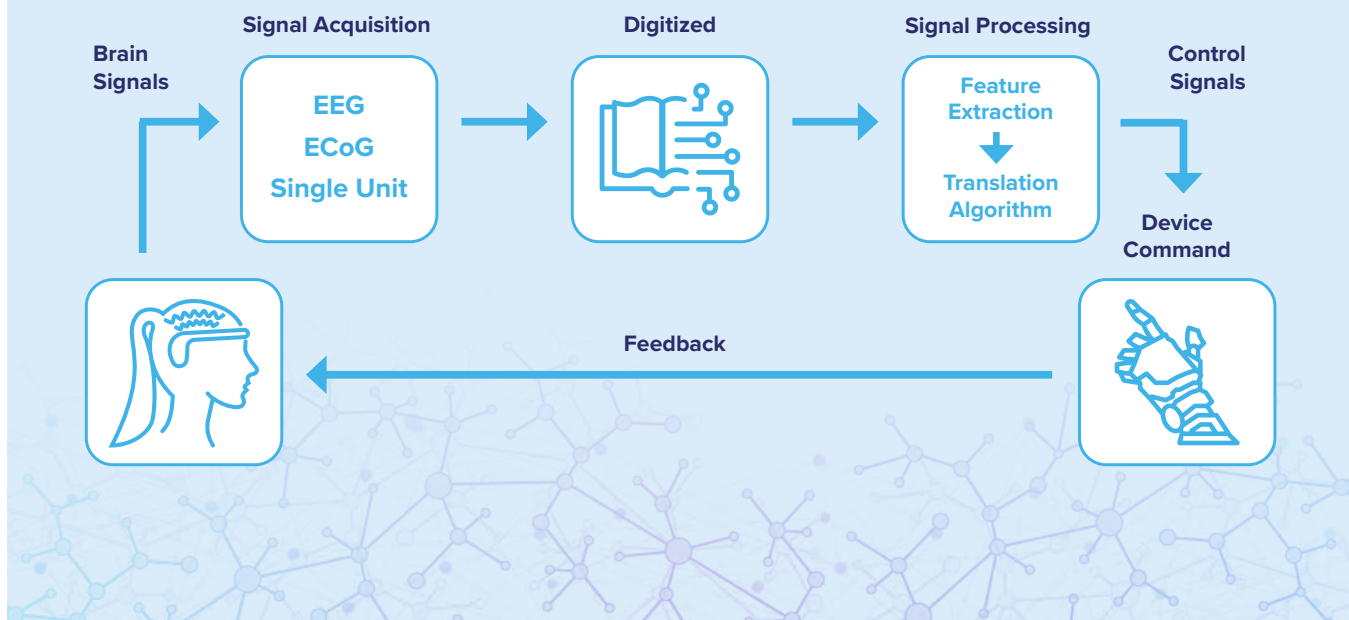 Signal Acquisition
Digitized
Signal Processing
Brain
Signals
Control
Signals
EEG
ECoG
Single Unit
Feature
Extraction
Translation
Algorithm
Device
Command
Feedback